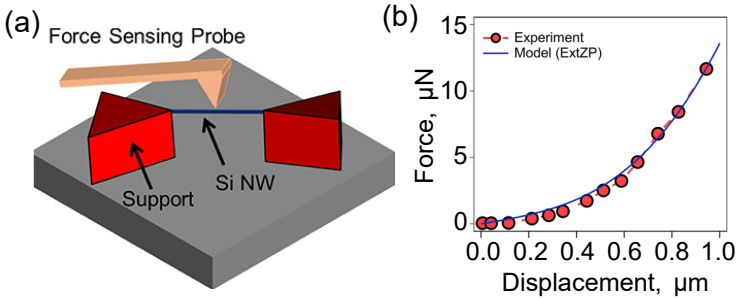 (a)
Force Sensing Probe
Support
Si NW
(b)
Force, µN
15
10
5
0
Experiment
Model (ExtZP)
0.0 0.2 0.4 0.6 0.8 1.0
Displacement, µm